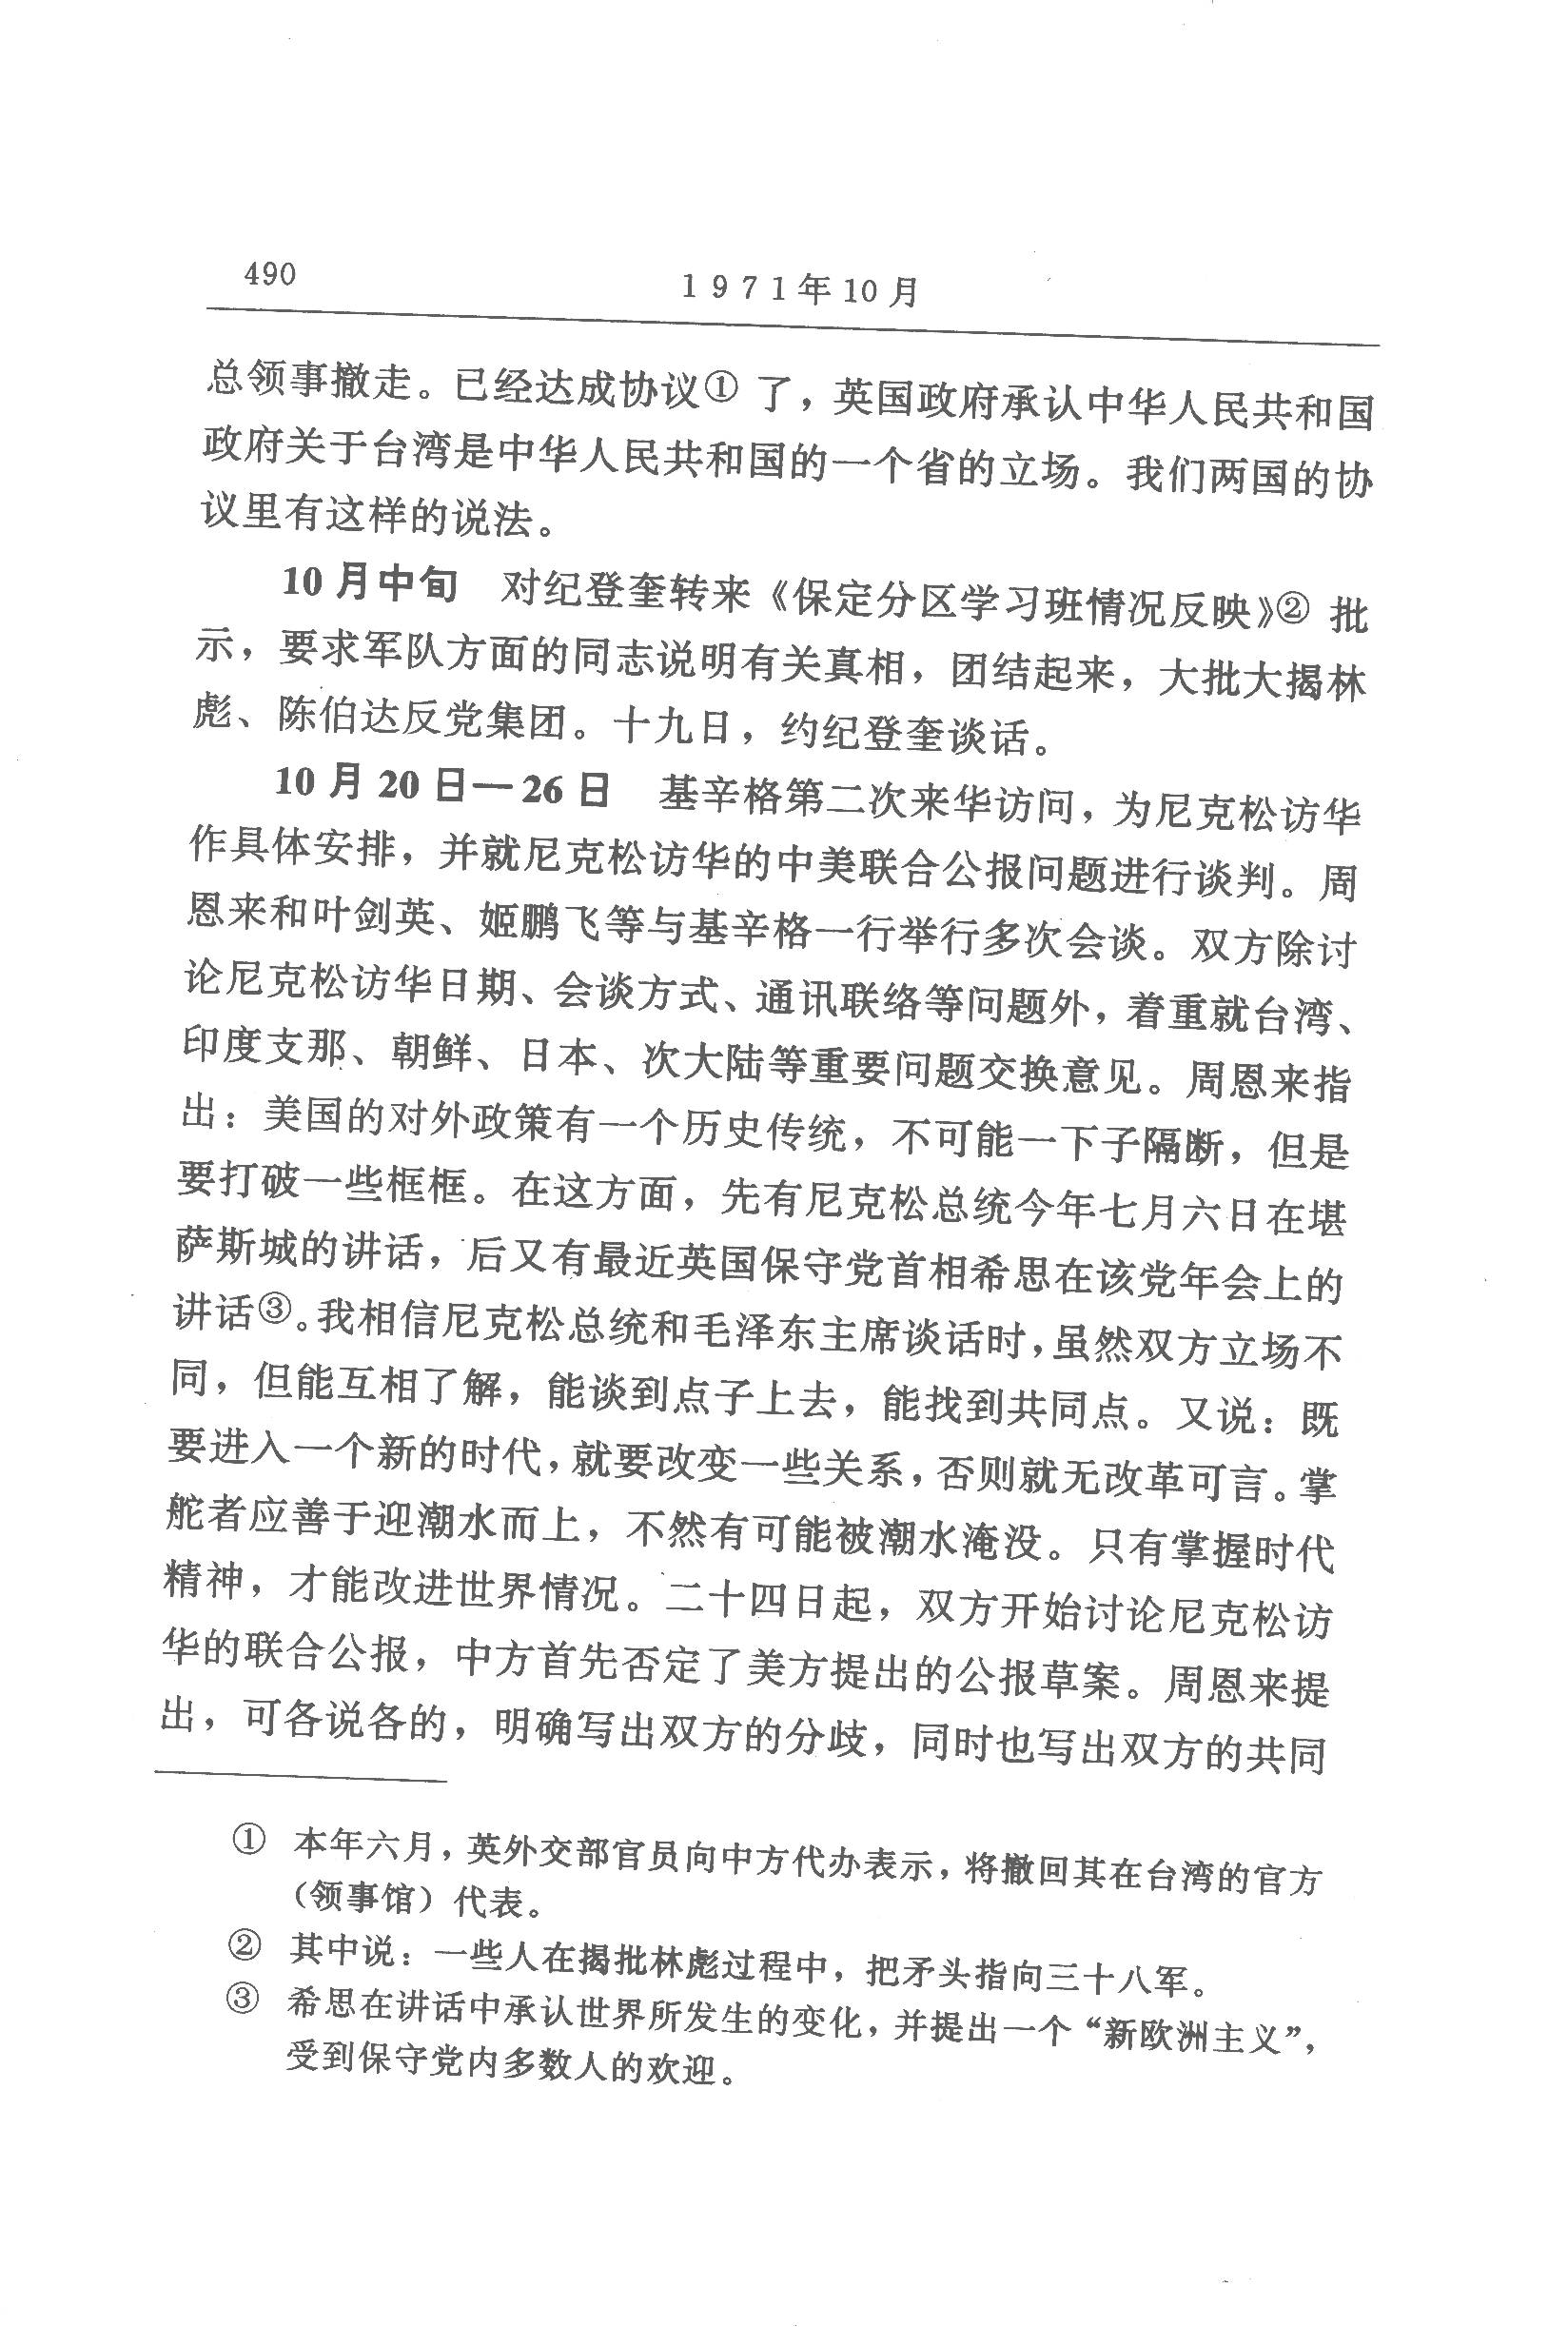 490
1971年10月
总领事撤走。已经达成协议① 了，英国政府承认中华人民共和国
政府关于台湾是中华人民共和国的一个省的立场。我们两国的协
议里有这样的说法。
10月中旬　对纪登奎转来《保定分区学习班情况反映》② 批
示，要求军队方面的同志说明有关真相，团结起来，大批大揭林
彪、陈伯达反党集团。十九日，约纪登奎谈话。
10月20日—26日　基辛格第二次来华访问，为尼克松访华
作具体安排，并就尼克松访华的中美联合公报问题进行谈判。周
恩来和叶剑英、姬鹏飞等与基辛格一行举行多次会谈。双方除讨
论尼克松访华日期、会谈方式、通讯联络等问题外，着重就台湾、
印度支那、朝鲜、日本、次大陆等重要问题交换意见。周恩来指
出：美国的对外政策有一个历史传统，不可能一下子隔断，但是
要打破一些框框。在这方面，先有尼克松总统今年七月六日在堪
萨斯城的讲话，后又有最近英国保守党首相希思在该党年会上的
讲话③。我相信尼克松总统和毛泽东主席谈话时，虽然双方立场不
同，但能互相了解，能谈到点子上去，能找到共同点。又说：既
要进入一个新的时代，就要改变一些关系，否则就无改革可言。掌
舵者应善于迎潮水而上，不然有可能被潮水淹没。只有掌握时代
精神，才能改进世界情况。二十四日起，双方开始讨论尼克松访
华的联合公报，中方首先否定了美方提出的公报草案。周恩来提
出，可各说各的，明确写出双方的分歧，同时也写出双方的共同
① 本年六月，英外交部官员向中方代办表示，将撤回其在台湾的官方
（领事馆）代表。
② 其中说：一些人在揭批林彪过程中，把矛头指向三十八军。
③ 希思在讲话中承认世界所发生的变化，并提出一个“新欧洲主义”，
受到保守党内多数人的欢迎。